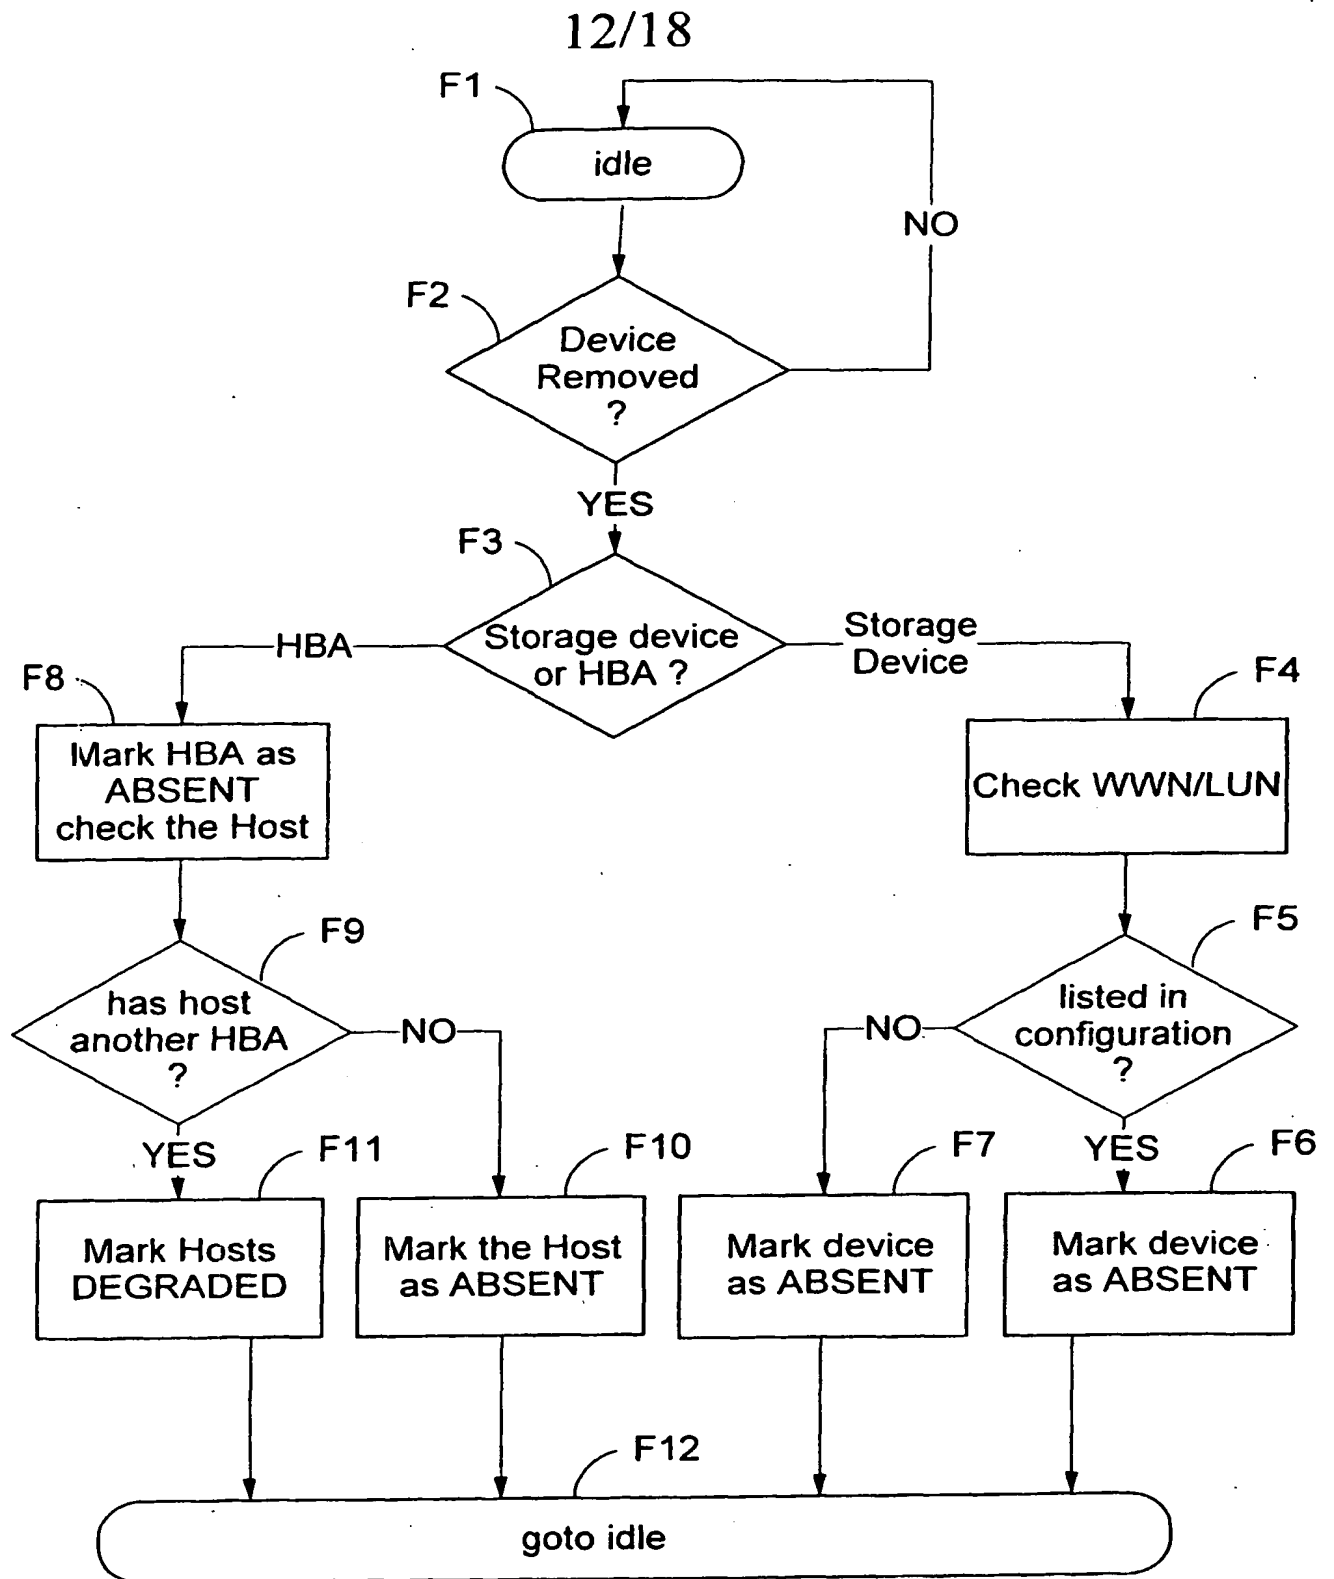 12/18
F1
idle
NO
F2
Device
Removed
?
YES
F3
Storage device
or HBA ?
HBA
Storage
Device
F8
Mark HBA as
ABSENT
check the Host
F4
Check WWN/LUN
F9
has host
another HBA
?
NO
F5
listed in
configuration
?
NO
YES
F11
Mark Hosts
DEGRADED
F10
Mark the Host
as ABSENT
F7
Mark device
as ABSENT
YES
F6
Mark device
as ABSENT
F12
goto idle